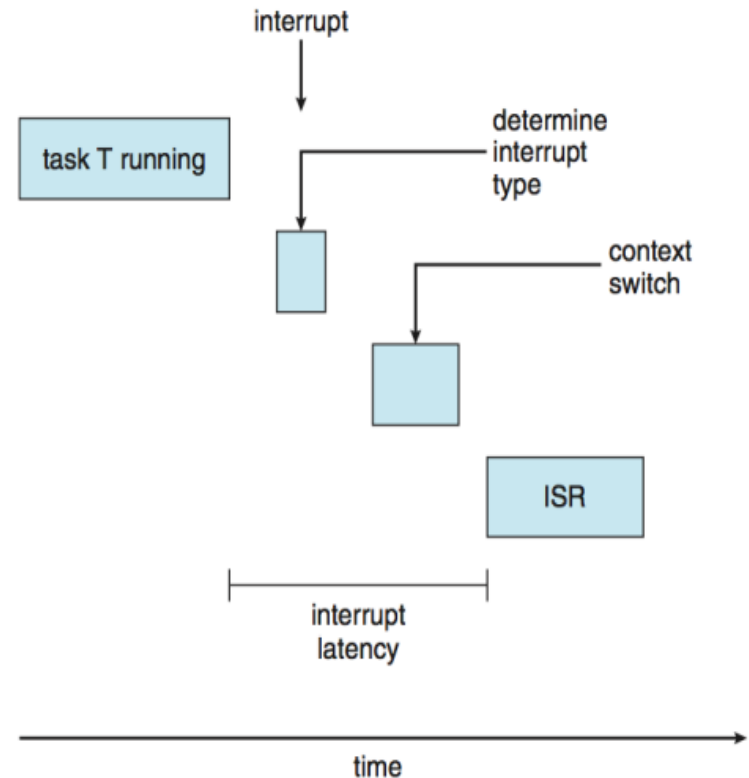 interrupt
task T running
determine
interrupt
type
context
switch
ISR
interrupt
latency
time